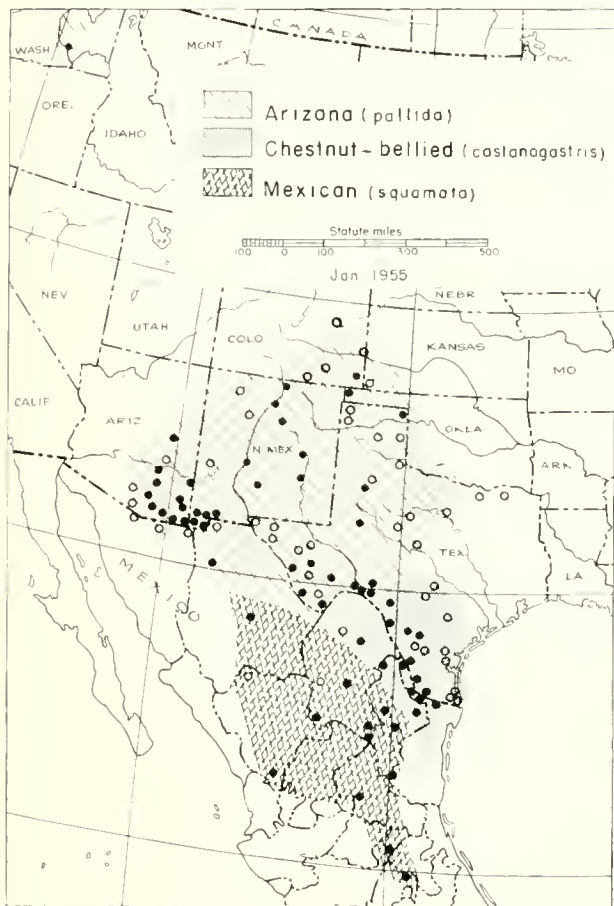 CANADA
WASH
MONT
ORE.
IDAHO
Arizona (pallida)
Chestnut-bellied (castanogastris)
Mexican (squamata)
Statute miles
100 0 100 300 500
Jan 1955
NEV
UTAH
COLO
NEBR
KANSAS
MO
CALIF
ARIZ
N. MEX
OKLA
ARK
TEX
LA
MEXICO